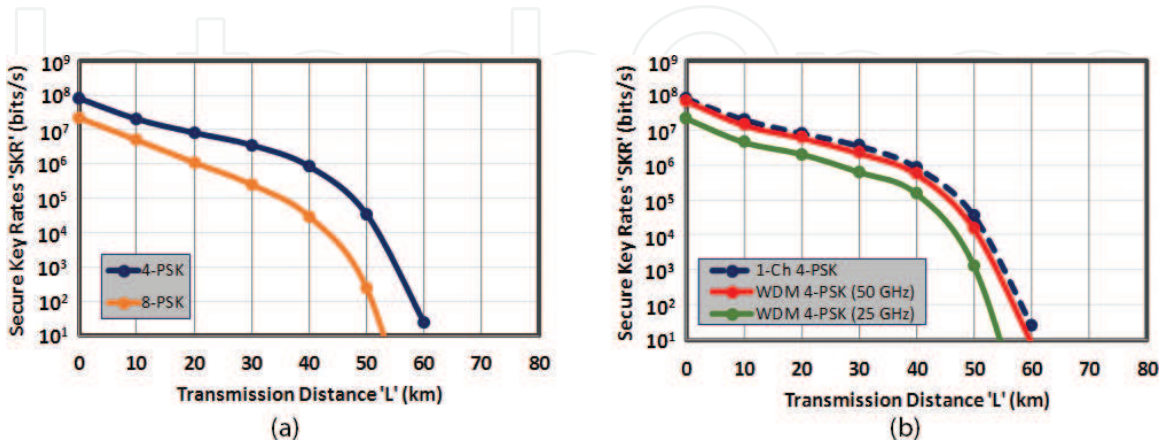 Secure Key Rates 'SKR' (bits/s)
10⁹
10⁸
10⁷
10⁶
10⁵
10⁴
10³
10²
10¹
4-PSK
8-PSK
0 10 20 30 40 50 60 70 80
Transmission Distance 'L' (km)
(a)
Secure Key Rates 'SKR' (bits/s)
10⁹
10⁸
10⁷
10⁶
10⁵
10⁴
10³
10²
10¹
1-Ch 4-PSK
WDM 4-PSK (50 GHz)
WDM 4-PSK (25 GHz)
0 10 20 30 40 50 60 70 80
Transmission Distance 'L' (km)
(b)